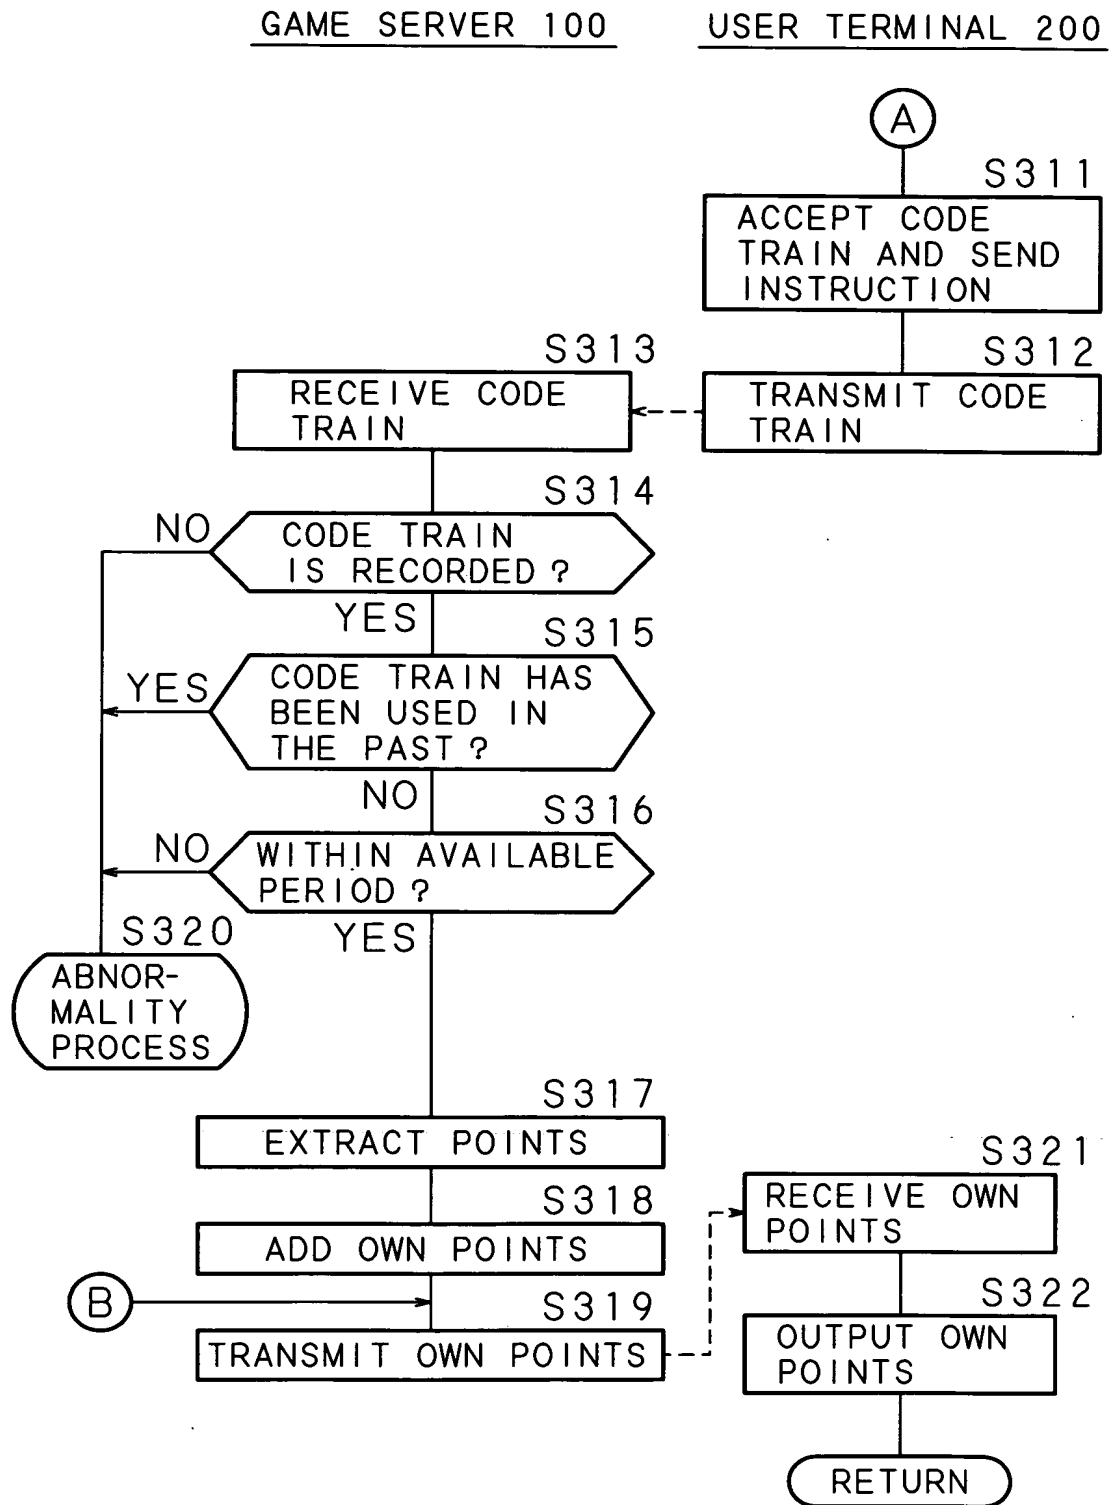 GAME SERVER 100
USER TERMINAL 200
A
S311
ACCEPT CODE
TRAIN AND SEND
INSTRUCTION
S312
TRANSMIT CODE
TRAIN
S313
RECEIVE CODE
TRAIN
S314
NO
CODE TRAIN
IS RECORDED?
YES
S315
YES
CODE TRAIN HAS
BEEN USED IN
THE PAST?
NO
S316
NO
WITHIN AVAILABLE
PERIOD?
YES
S320
ABNOR-
MALITY
PROCESS
S317
EXTRACT POINTS
S318
ADD OWN POINTS
B
S319
TRANSMIT OWN POINTS
S321
RECEIVE OWN
POINTS
S322
OUTPUT OWN
POINTS
RETURN